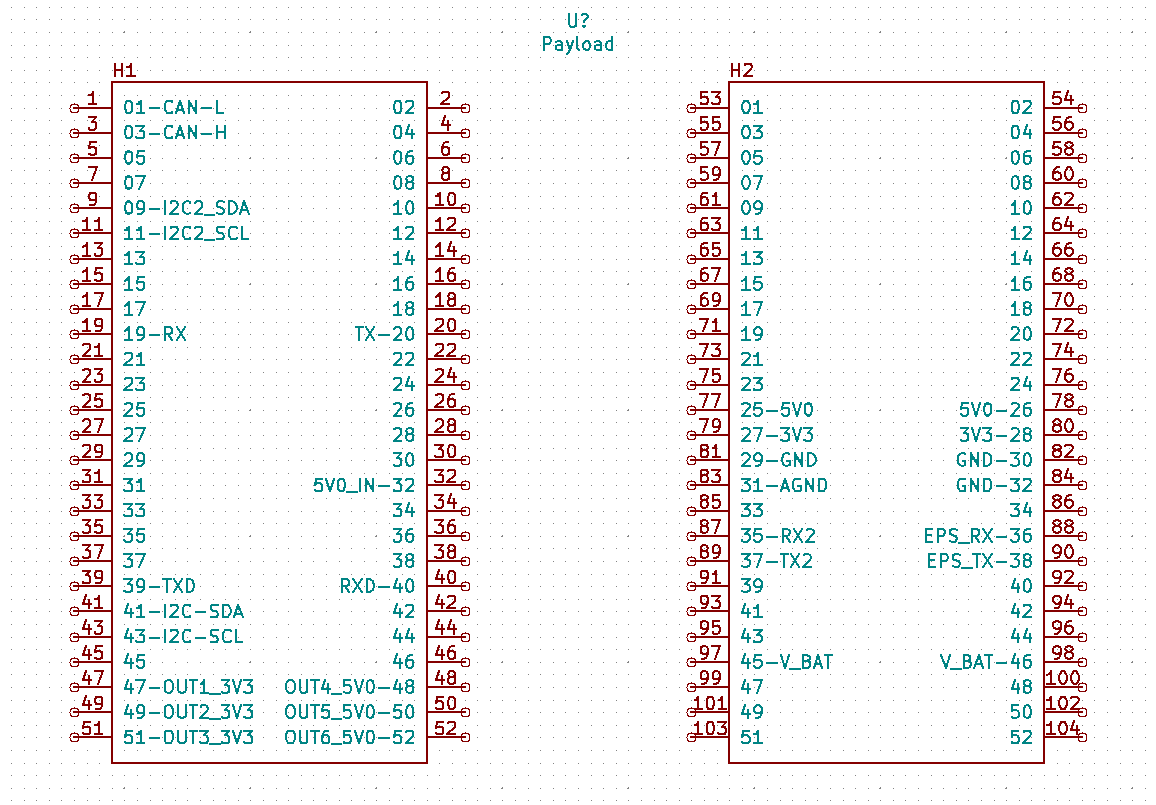 U?
Payload
H1 H2
1 01-CAN-L 02 2 53 01 02 54
3 03-CAN-H 04 4 55 03 04 56
5 05 06 6 57 05 06 58
7 07 08 8 59 07 08 60
9 09-I2C2_SDA 10 10 61 09 10 62
11 11-I2C2_SCL 12 12 63 11 12 64
13 13 14 14 65 13 14 66
15 15 16 16 67 15 16 68
17 17 18 18 69 17 18 70
19 19-RX TX-20 20 71 19 20 72
21 21 22 22 73 21 22 74
23 23 24 24 75 23 24 76
25 25 26 26 77 25-5V0 5V0-26 78
27 27 28 28 79 27-3V3 3V3-28 80
29 29 30 30 81 29-GND GND-30 82
31 31 5V0_IN-32 32 83 31-AGND GND-32 84
33 33 34 34 85 33 34 86
35 35 36 36 87 35-RX2 EPS_RX-36 88
37 37 38 38 89 37-TX2 EPS_TX-38 90
39 39-TXD RXD-40 40 91 39 40 92
41 41-I2C-SDA 42 42 93 41 42 94
43 43-I2C-SCL 44 44 95 43 44 96
45 45 46 46 97 45-V_BAT V_BAT-46 98
47 47-OUT1_3V3 OUT4_5V0-48 48 99 47 48 100
49 49-OUT2_3V3 OUT5_5V0-50 50 101 49 50 102
51 51-OUT3_3V3 OUT6_5V0-52 52 103 51 52 104